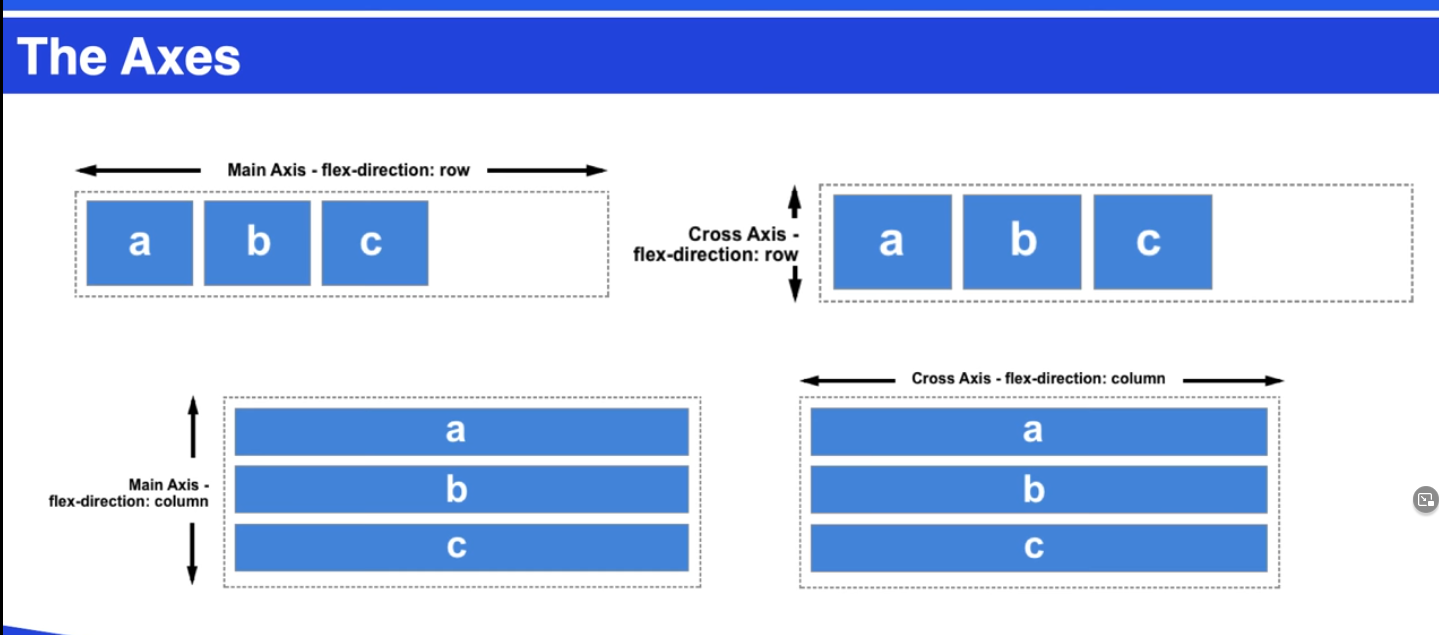 The Axes
Main Axis - flex-direction: row
a b c
Cross Axis -
flex-direction: row
a b c
Main Axis -
flex-direction: column
a
b
c
Cross Axis - flex-direction: column
a
b
c